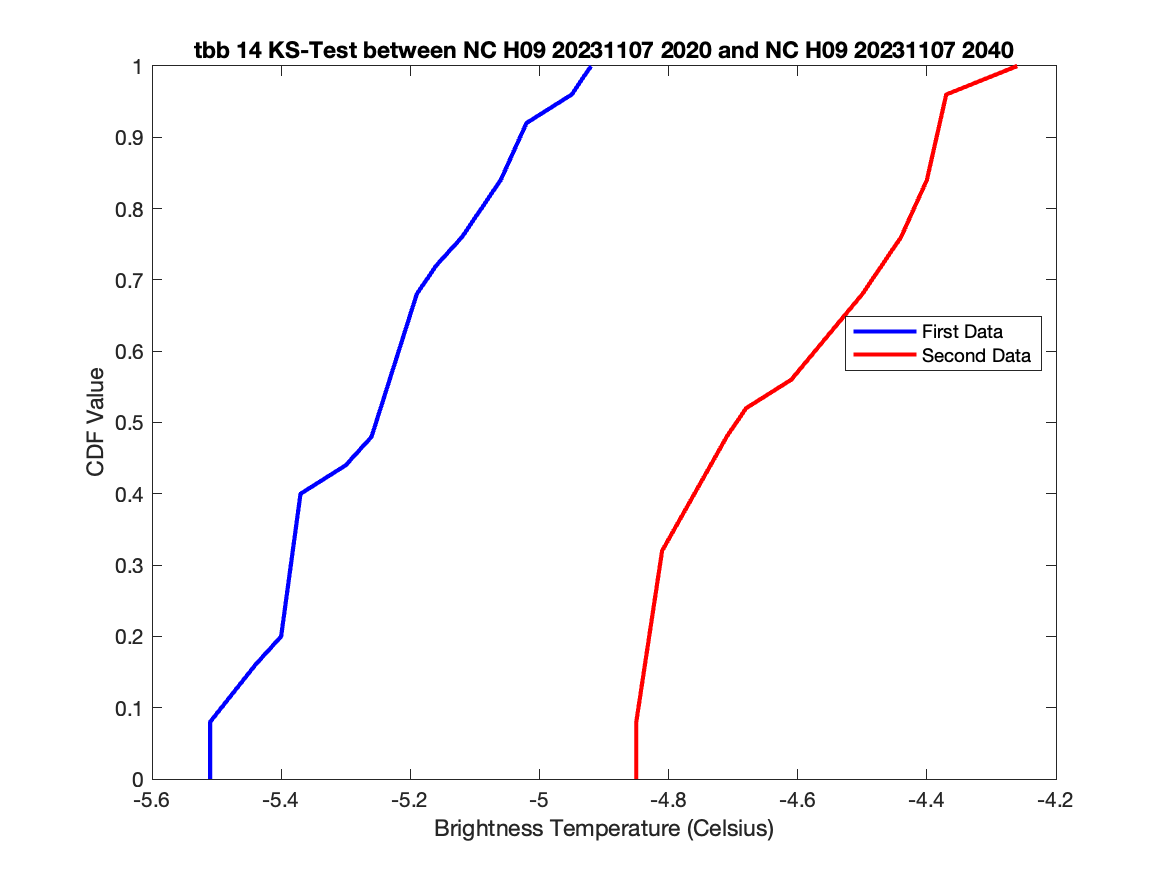 tbb 14 KS-Test between NC H09 20231107 2020 and NC H09 20231107 2040
1
0.9
0.8
0.7
0.6
0.5
0.4
0.3
0.2
0.1
0
CDF Value
First Data
Second Data
-5.6 -5.4 -5.2 -5 -4.8 -4.6 -4.4 -4.2
Brightness Temperature (Celsius)